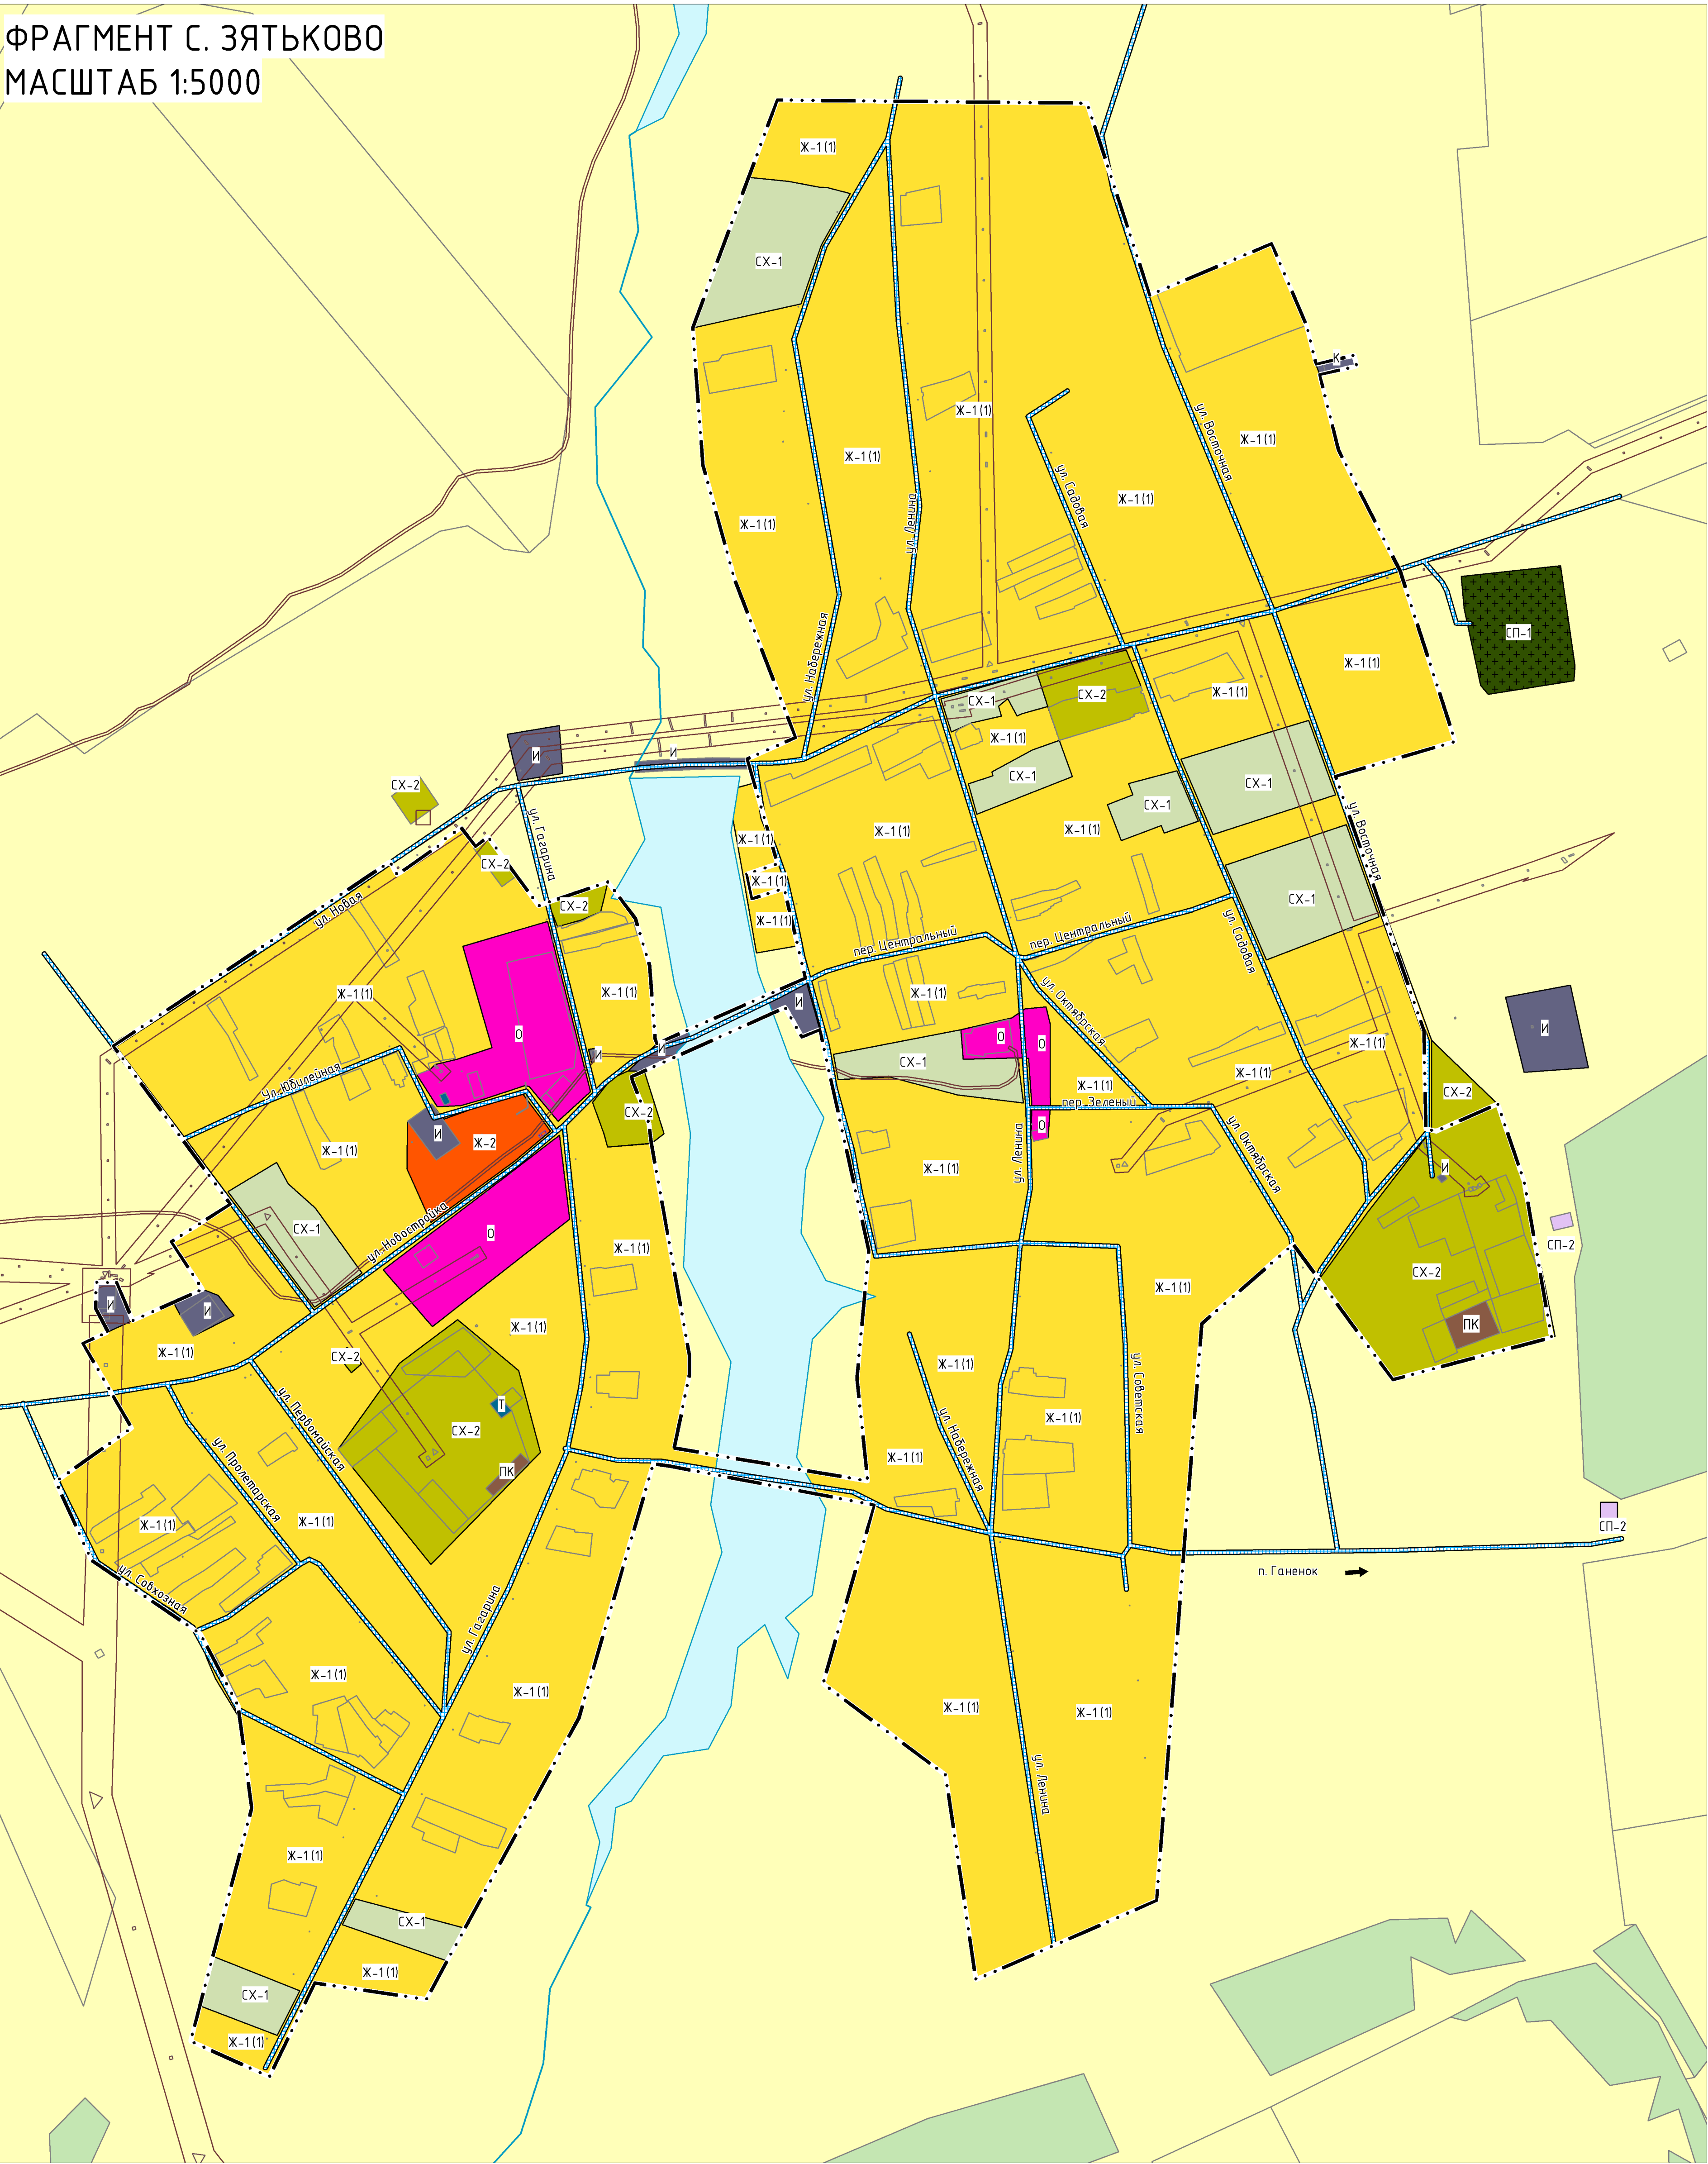 ФРАГМЕНТ С. ЗЯТЬКОВО
МАСШТАБ 1:5000
Ж-1 (1)
СХ-1
К
Ж-1 (1)
ул. Восточная
Ж-1 (1)
Ж-1 (1)
ул. Садовая
Ж-1 (1)
Ж-1 (1)
ул. Ленина
СП-1
ул. Набережная
Ж-1 (1)
Ж-1 (1)
СХ-2
СХ-1
Ж-1 (1)
И
И
СХ-1
СХ-2
СХ-1
СХ-1
ул. Гагарина
Ж-1 (1)
Ж-1 (1)
Ж-1 (1)
ул. Восточная
СХ-2
Ж-1 (1)
СХ-1
СХ-2
ул. Новая
Ж-1 (1)
пер. Центральный
пер. Центральный
ул. Садовая
Ж-1 (1)
Ж-1 (1)
Ж-1 (1)
И
ул. Октябрьская
И
О
О
О
Ж-1 (1)
И
И
СХ-1
Ж-1 (1)
Ул. Юбилейная
Ж-1 (1)
СХ-2
СХ-2
пер. Зеленый
О
И
Ж-2
Ж-1 (1)
ул. Ленина
ул. Октябрьская
Ж-1 (1)
И
СХ-1
ул. Новостройка
О
Ж-1 (1)
СП-2
СХ-2
Ж-1 (1)
И
И
ПК
Ж-1 (1)
Ж-1 (1)
СХ-2
Ж-1 (1)
ул. Советская
ул. Первомайская
Т
Ж-1 (1)
СХ-2
ул. Набережная
ул. Пролетарская
Ж-1 (1)
ПК
Ж-1 (1)
Ж-1 (1)
СП-2
ул. Совхозная
п. Ганенок
ул. Гагарина
Ж-1 (1)
Ж-1 (1)
Ж-1 (1)
Ж-1 (1)
ул. Ленина
Ж-1 (1)
СХ-1
Ж-1 (1)
СХ-1
Ж-1 (1)